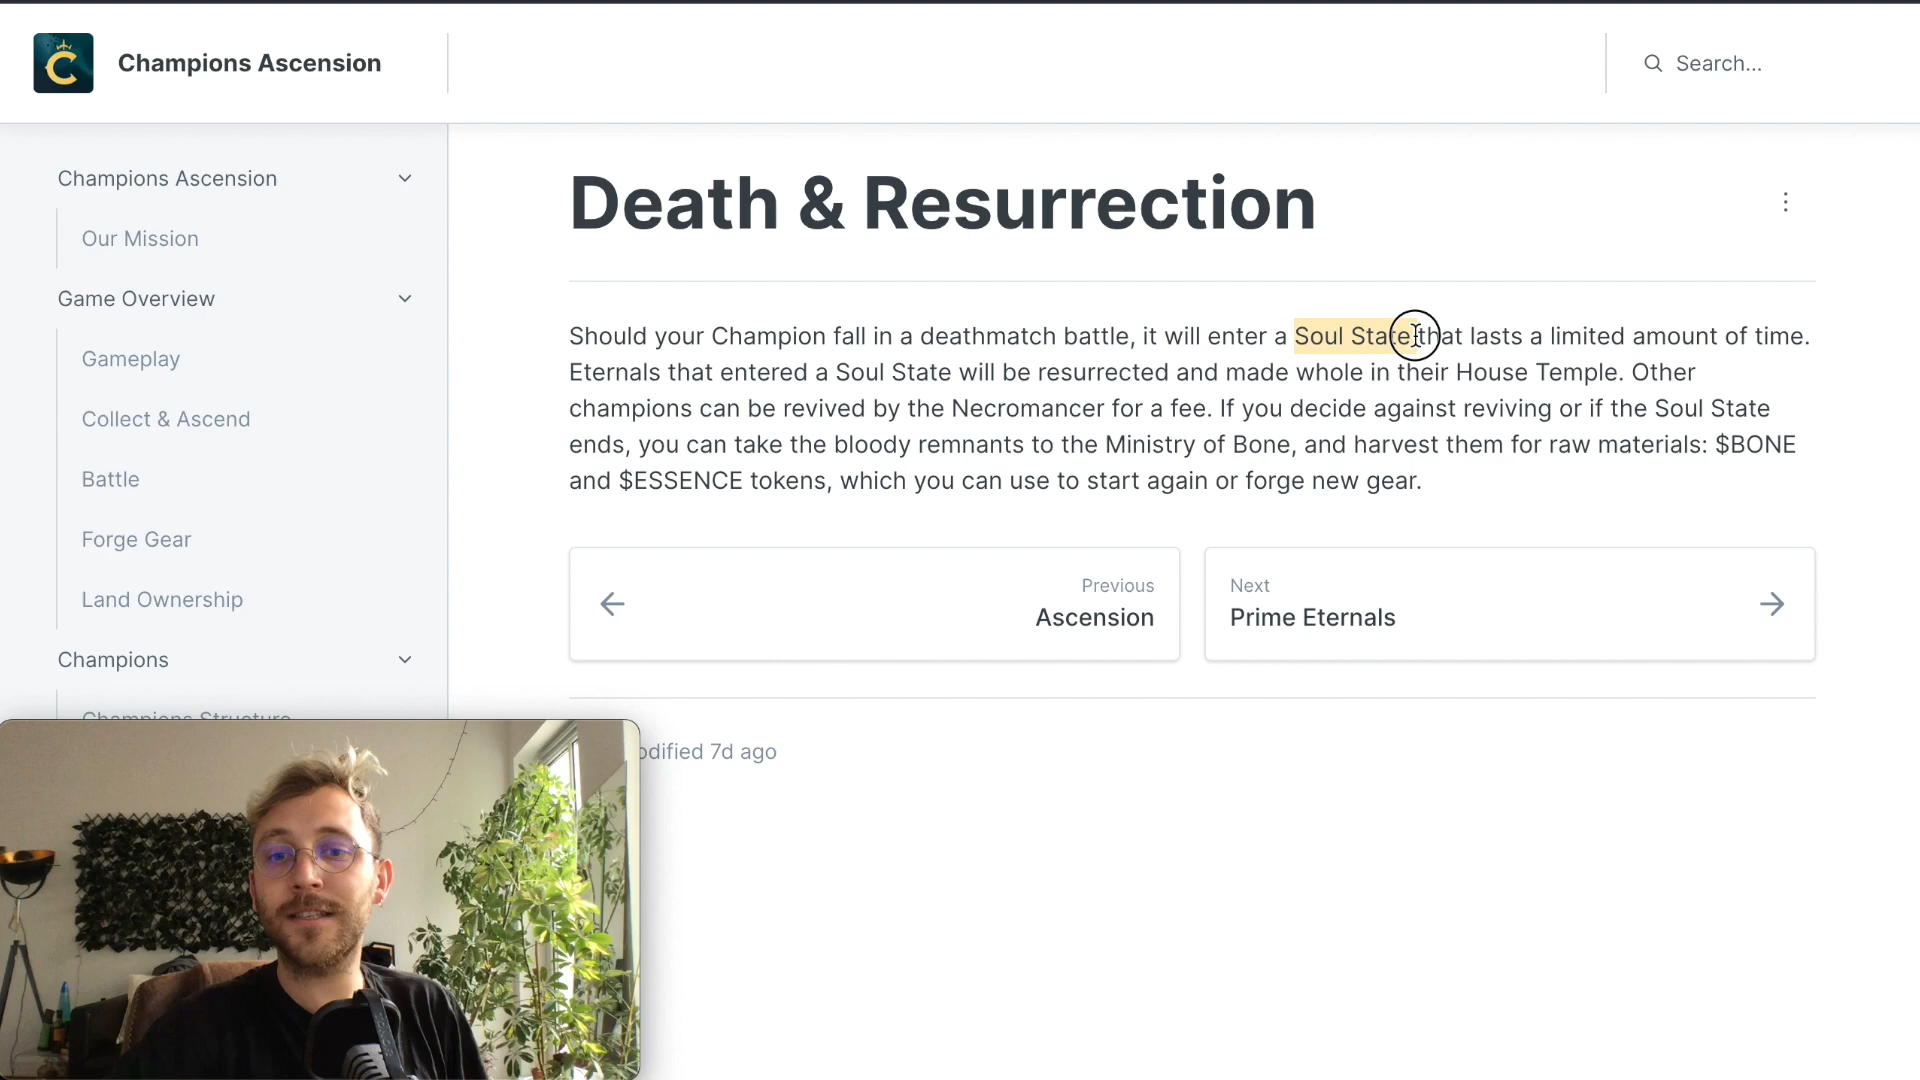 Champions Ascension
Search...
Champions Ascension
Our Mission
Game Overview
Gameplay
Collect & Ascend
Battle
Forge Gear
Land Ownership
Champions
Champions Structure
Death & Resurrection
Should your Champion fall in a deathmatch battle, it will enter a Soul State that lasts a limited amount of time.
Eternals that entered a Soul State will be resurrected and made whole in their House Temple. Other
champions can be revived by the Necromancer for a fee. If you decide against reviving or if the Soul State
ends, you can take the bloody remnants to the Ministry of Bone, and harvest them for raw materials: $BONE
and $ESSENCE tokens, which you can use to start again or forge new gear.
Previous
Ascension
Next
Prime Eternals
odified 7d ago